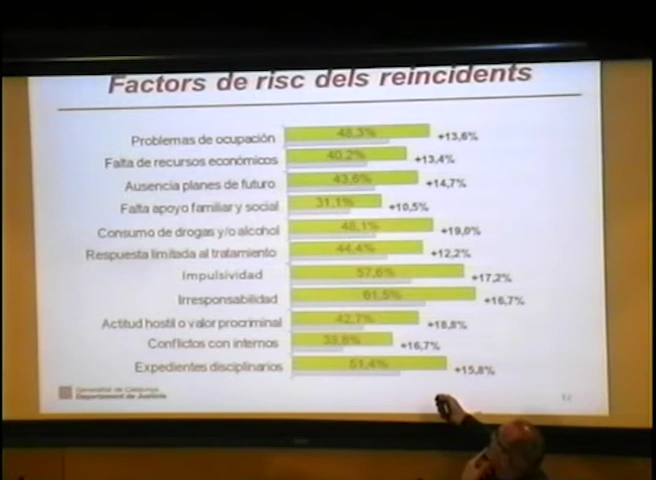 Factors de risc dels reincidents
Problemas de ocupación 48,3% +13,6%
Falta de recursos económicos 40,2% +13,4%
Ausencia planes de futuro 43,6% +14,7%
Falta apoyo familiar y social 31,1% +10,5%
Consumo de drogas y/o alcohol 48,1% +19,0%
Respuesta limitada al tratamiento 44,4% +12,2%
Impulsividad 57,6% +17,2%
Irresponsabilidad 61,5% +16,7%
Actitud hostil o valor procriminal 42,7% +18,8%
Conflictos con internos +16,7%
Expedientes disciplinarios 51,4% +15,8%
Generalitat de Catalunya
Departament de Justícia